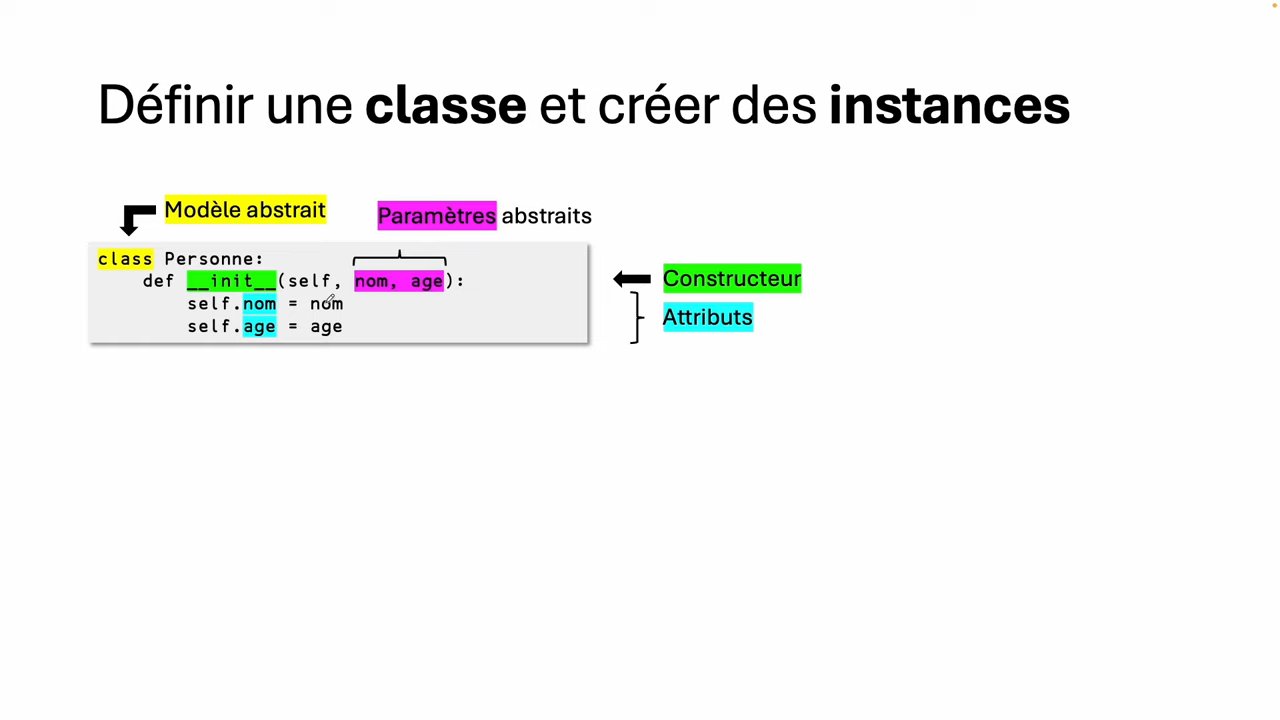 Définir une classe et créer des instances
Modèle abstrait
Paramètres abstraits
class Personne:
def __init__(self, nom, age):
self.nom = nom
self.age = age
Constructeur
Attributs